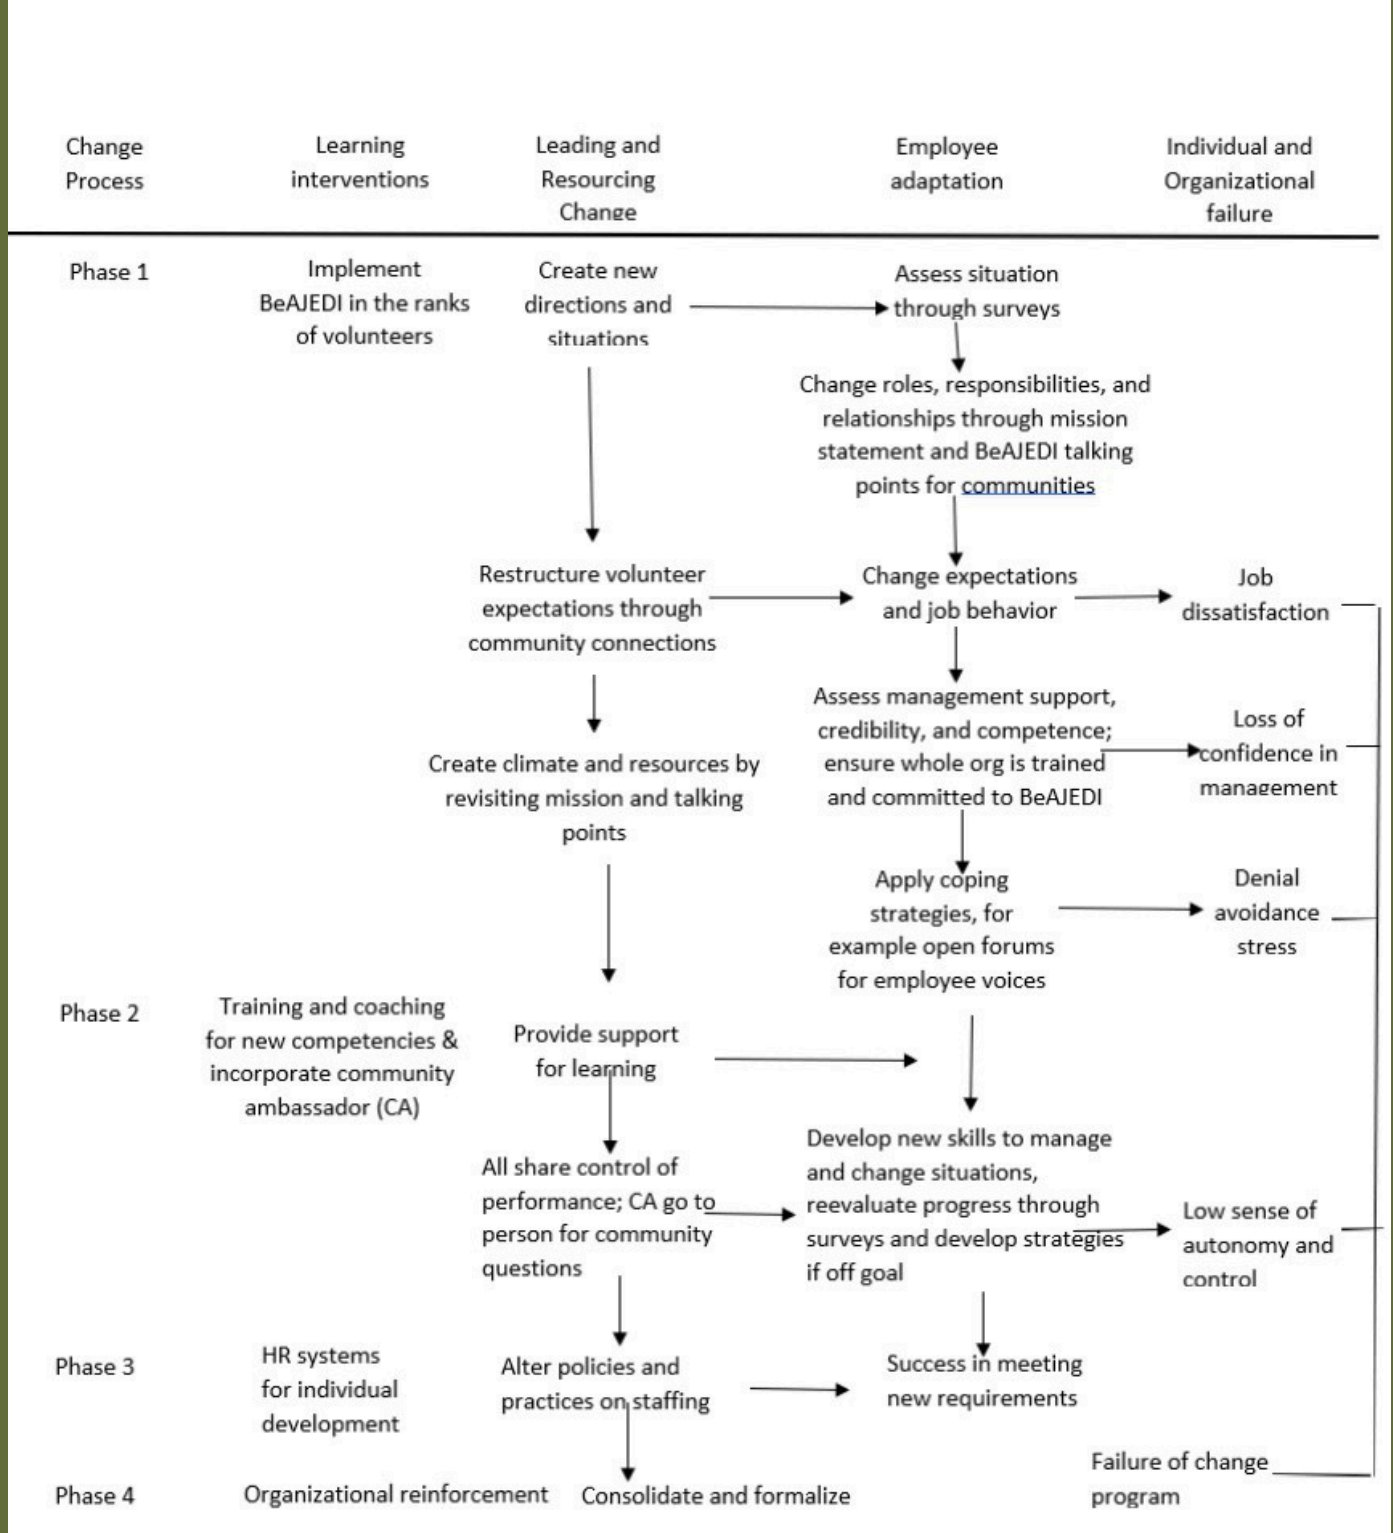 Change
Process
Learning
interventions
Leading and
Resourcing
Change
Employee
adaptation
Individual and
Organizational
failure
Phase 1
Implement
BeAJEDI in the ranks
of volunteers
Create new
directions and
situations
Assess situation
through surveys
Change roles, responsibilities, and
relationships through mission
statement and BeAJEDI talking
points for communities
Restructure volunteer
expectations through
community connections
Change expectations
and job behavior
Job
dissatisfaction
Create climate and resources by
revisiting mission and talking
points
Assess management support,
credibility, and competence;
ensure whole org is trained
and committed to BeAJEDI
Loss of
confidence in
management
Apply coping
strategies, for
example open forums
for employee voices
Denial
avoidance
stress
Phase 2
Training and coaching
for new competencies &
incorporate community
ambassador (CA)
Provide support
for learning
All share control of
performance; CA go to
person for community
questions
Develop new skills to manage
and change situations,
reevaluate progress through
surveys and develop strategies
if off goal
Low sense of
autonomy and
control
Phase 3
HR systems
for individual
development
Alter policies and
practices on staffing
Success in meeting
new requirements
Failure of change
program
Phase 4
Organizational reinforcement
Consolidate and formalize